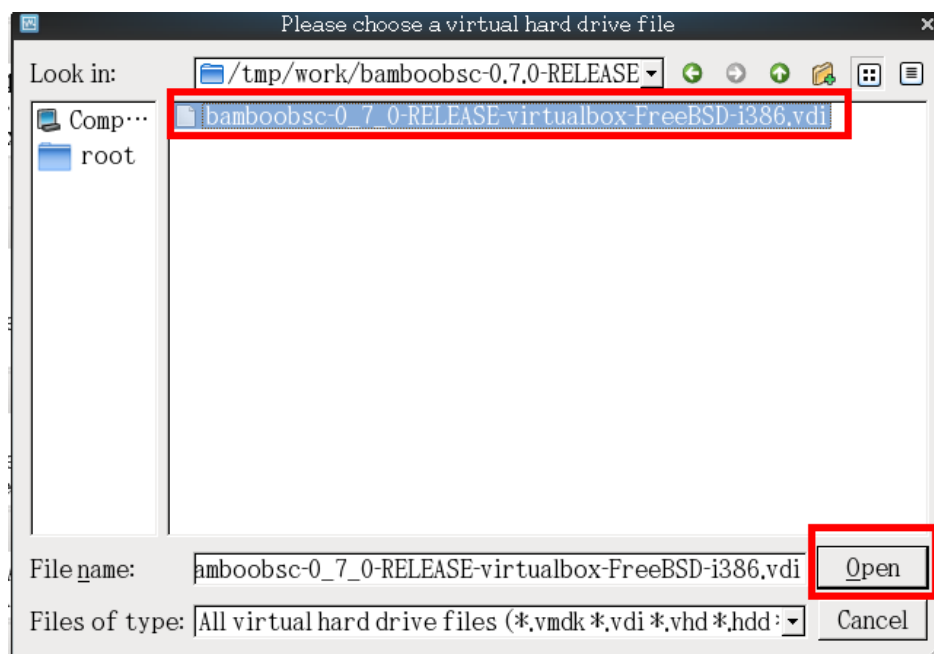 Please choose a virtual hard drive file
Look in: /tmp/work/bamboobsc-0.7.0-RELEASE
Comp···
root
bamboobsc-0_7_0-RELEASE-virtualbox-FreeBSD-i386.vdi
File name: amboobsc-0_7_0-RELEASE-virtualbox-FreeBSD-i386.vdi Open
Files of type: All virtual hard drive files (*.vmdk *.vdi *.vhd *.hdd Cancel